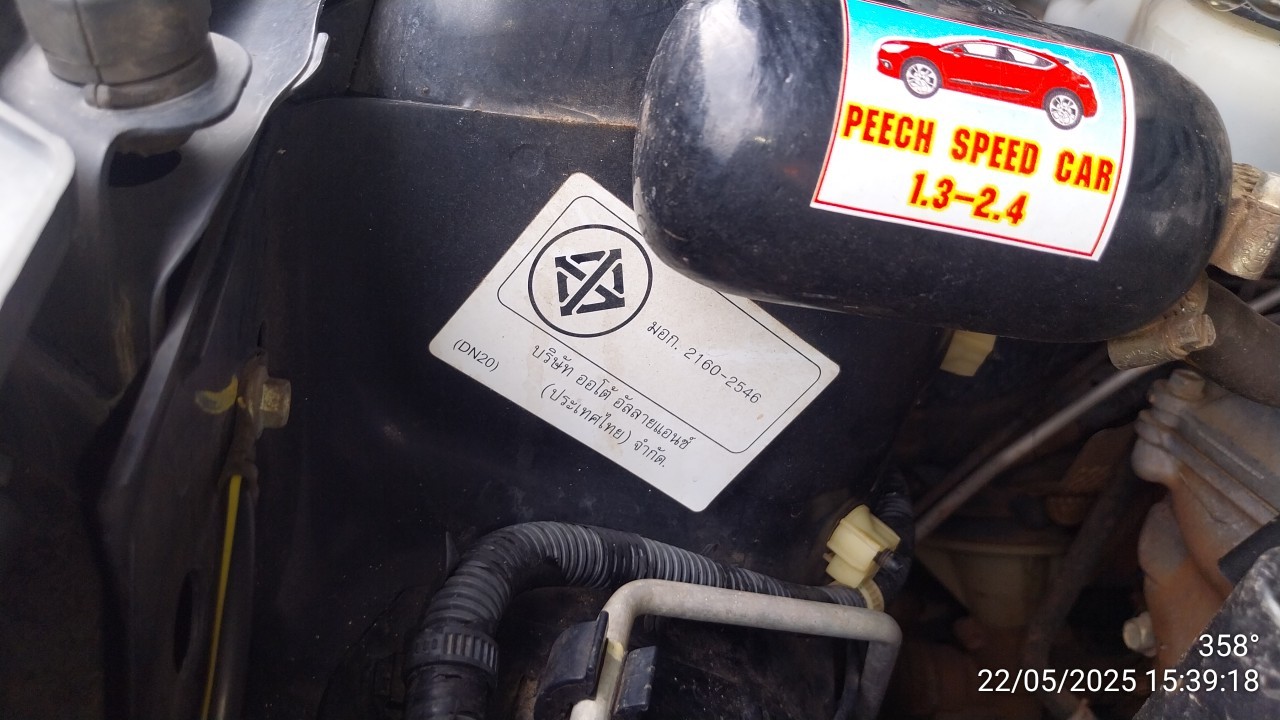 PEECH SPEED CAR
1.3-2.4
มอก. 2160-2546
(DN20)
บริษัท ออโต้ อัลลายแอนซ์
(ประเทศไทย) จำกัด.
358°
22/05/2025 15:39:18